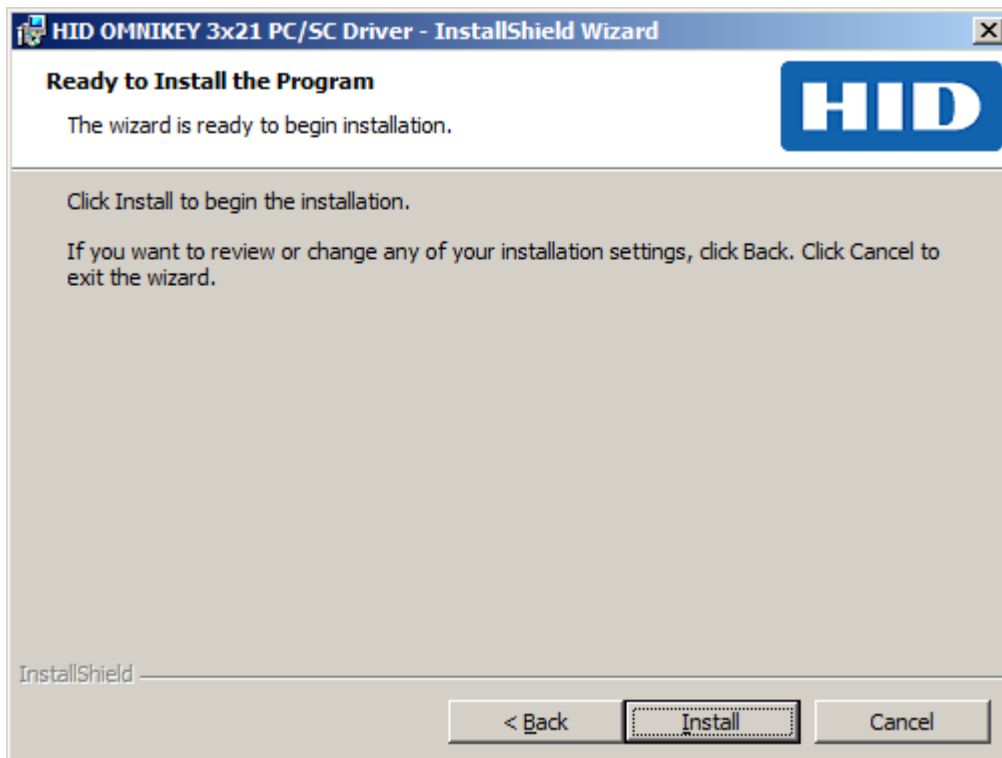 HID OMNIKEY 3x21 PC/SC Driver - InstallShield Wizard
Ready to Install the Program
The wizard is ready to begin installation.
HID
Click Install to begin the installation.
If you want to review or change any of your installation settings, click Back. Click Cancel to
exit the wizard.
InstallShield
< Back Install Cancel